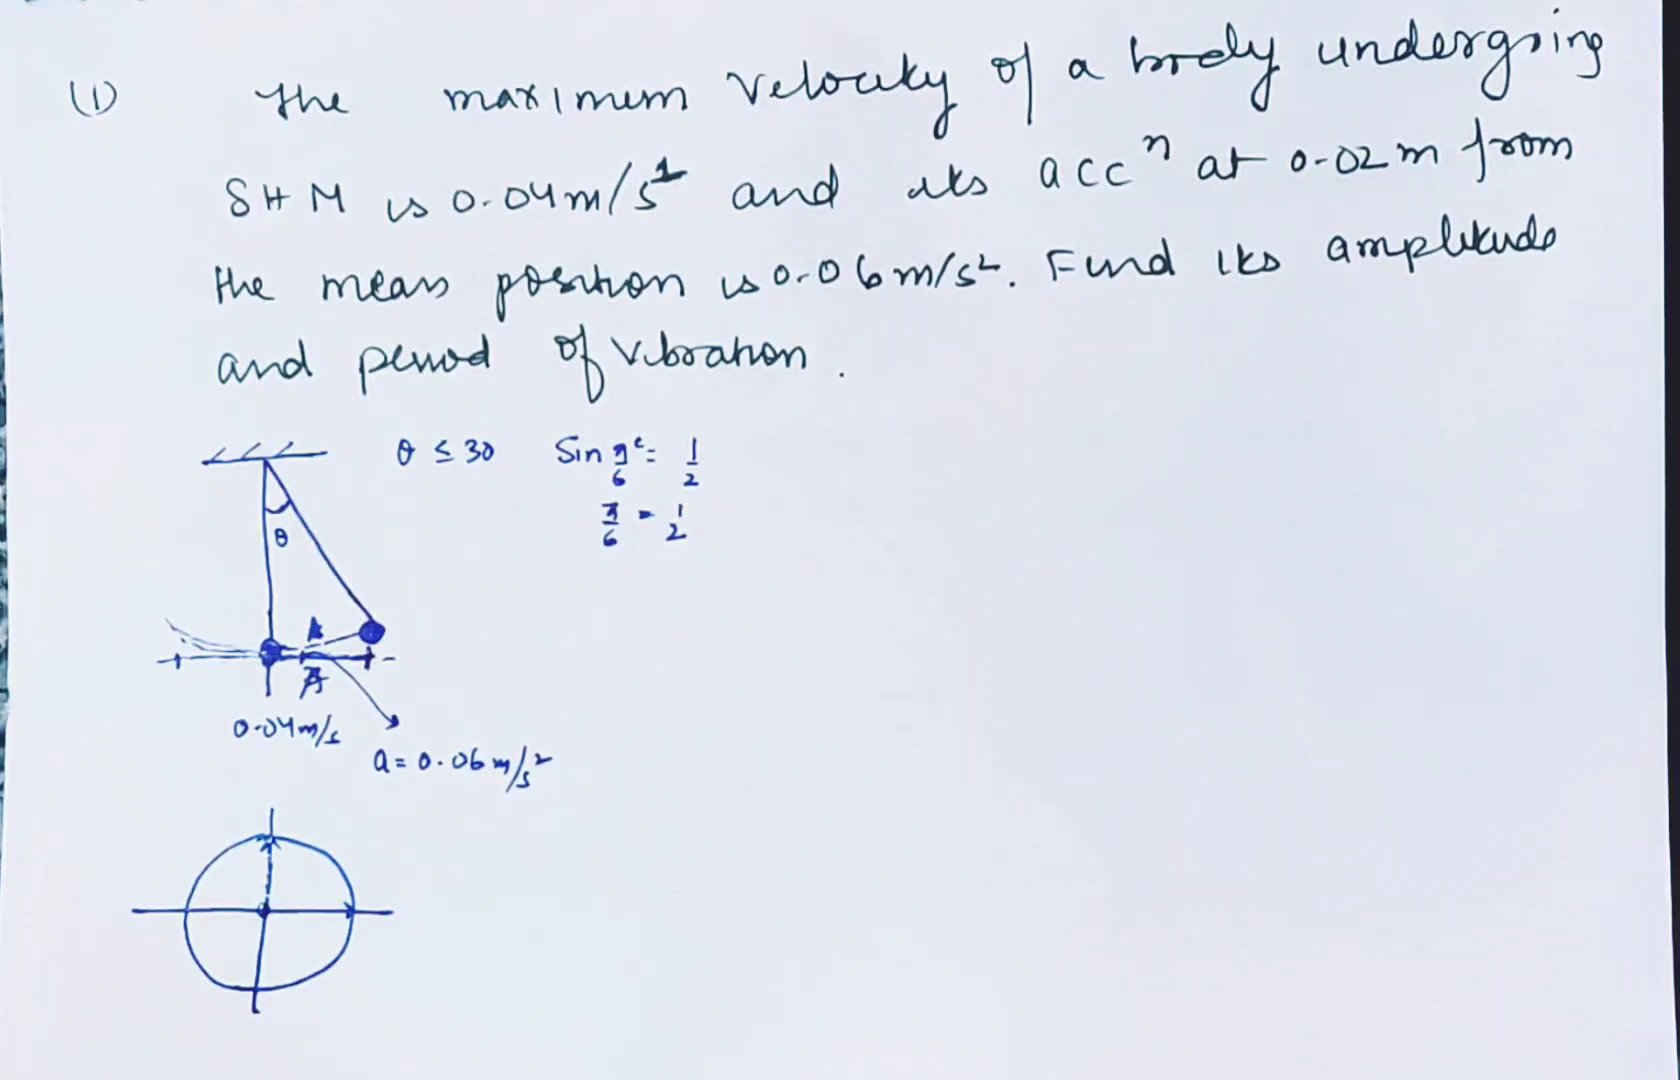 (1) The maximum velocity of a body undergoing
SHM is 0.04m/s¹ and its accⁿ at 0.02m from
the mean position is 0.06m/s². Find its amplitude
and period of vibration.
θ ≤ 30 Sin π/6ᶜ = 1/2
π/6 = 1/2
θ
A
0.04m/s
a = 0.06 m/s²